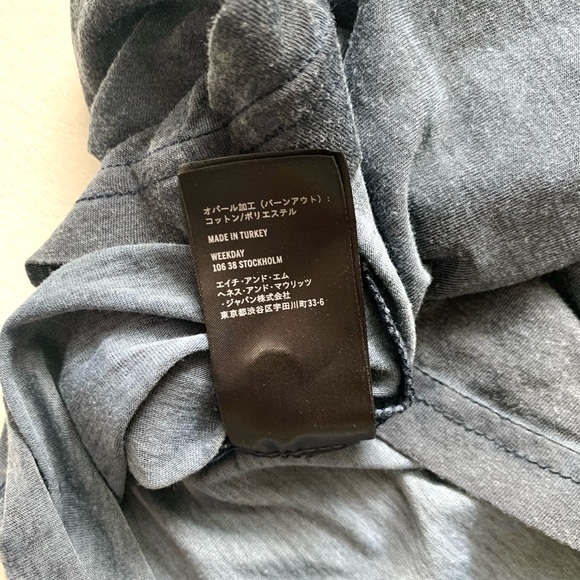 オパール加工（バーンアウト）:
コットン/ポリエステル
MADE IN TURKEY
WEEKDAY
106 38 STOCKHOLM
エイチ・アンド・エム
ヘネス・アンド・マウリッツ
・ジャパン株式会社
東京都渋谷区宇田川町33-6